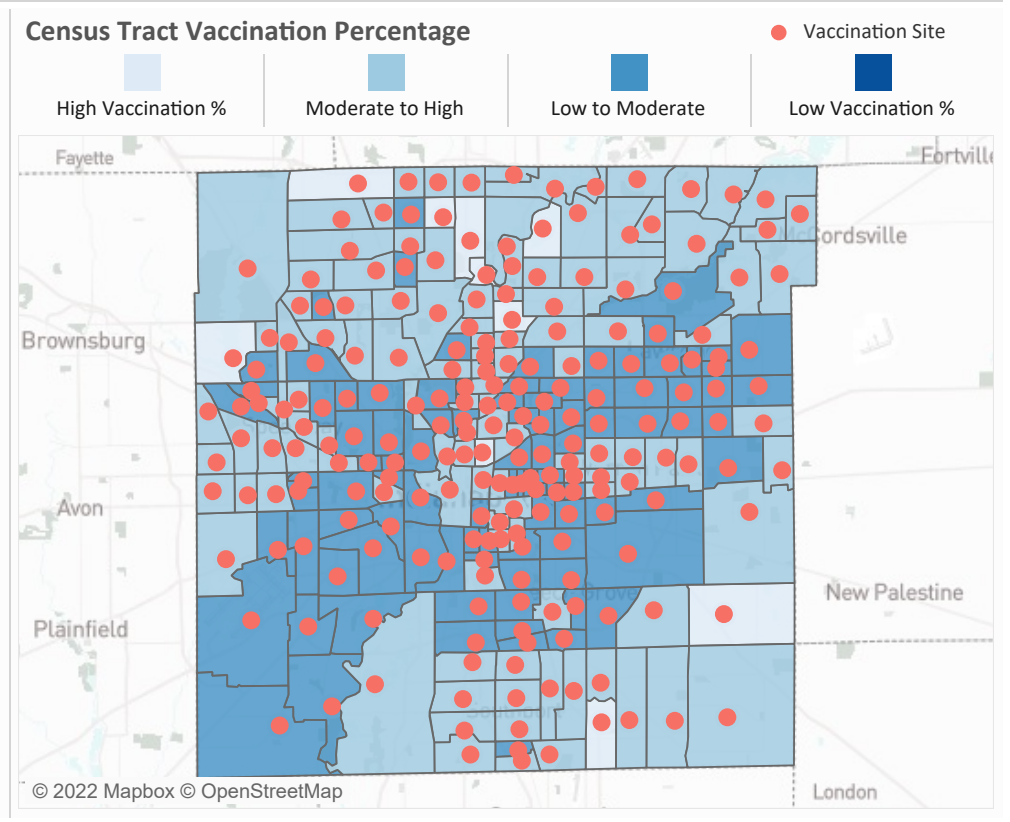 Census Tract Vaccination Percentage
Vaccination Site
High Vaccination %
Moderate to High
Low to Moderate
Low Vaccination %
Fayette
Fortville
McCordsville
Brownsburg
Avon
New Palestine
Plainfield
Southport
London
© 2022 Mapbox © OpenStreetMap